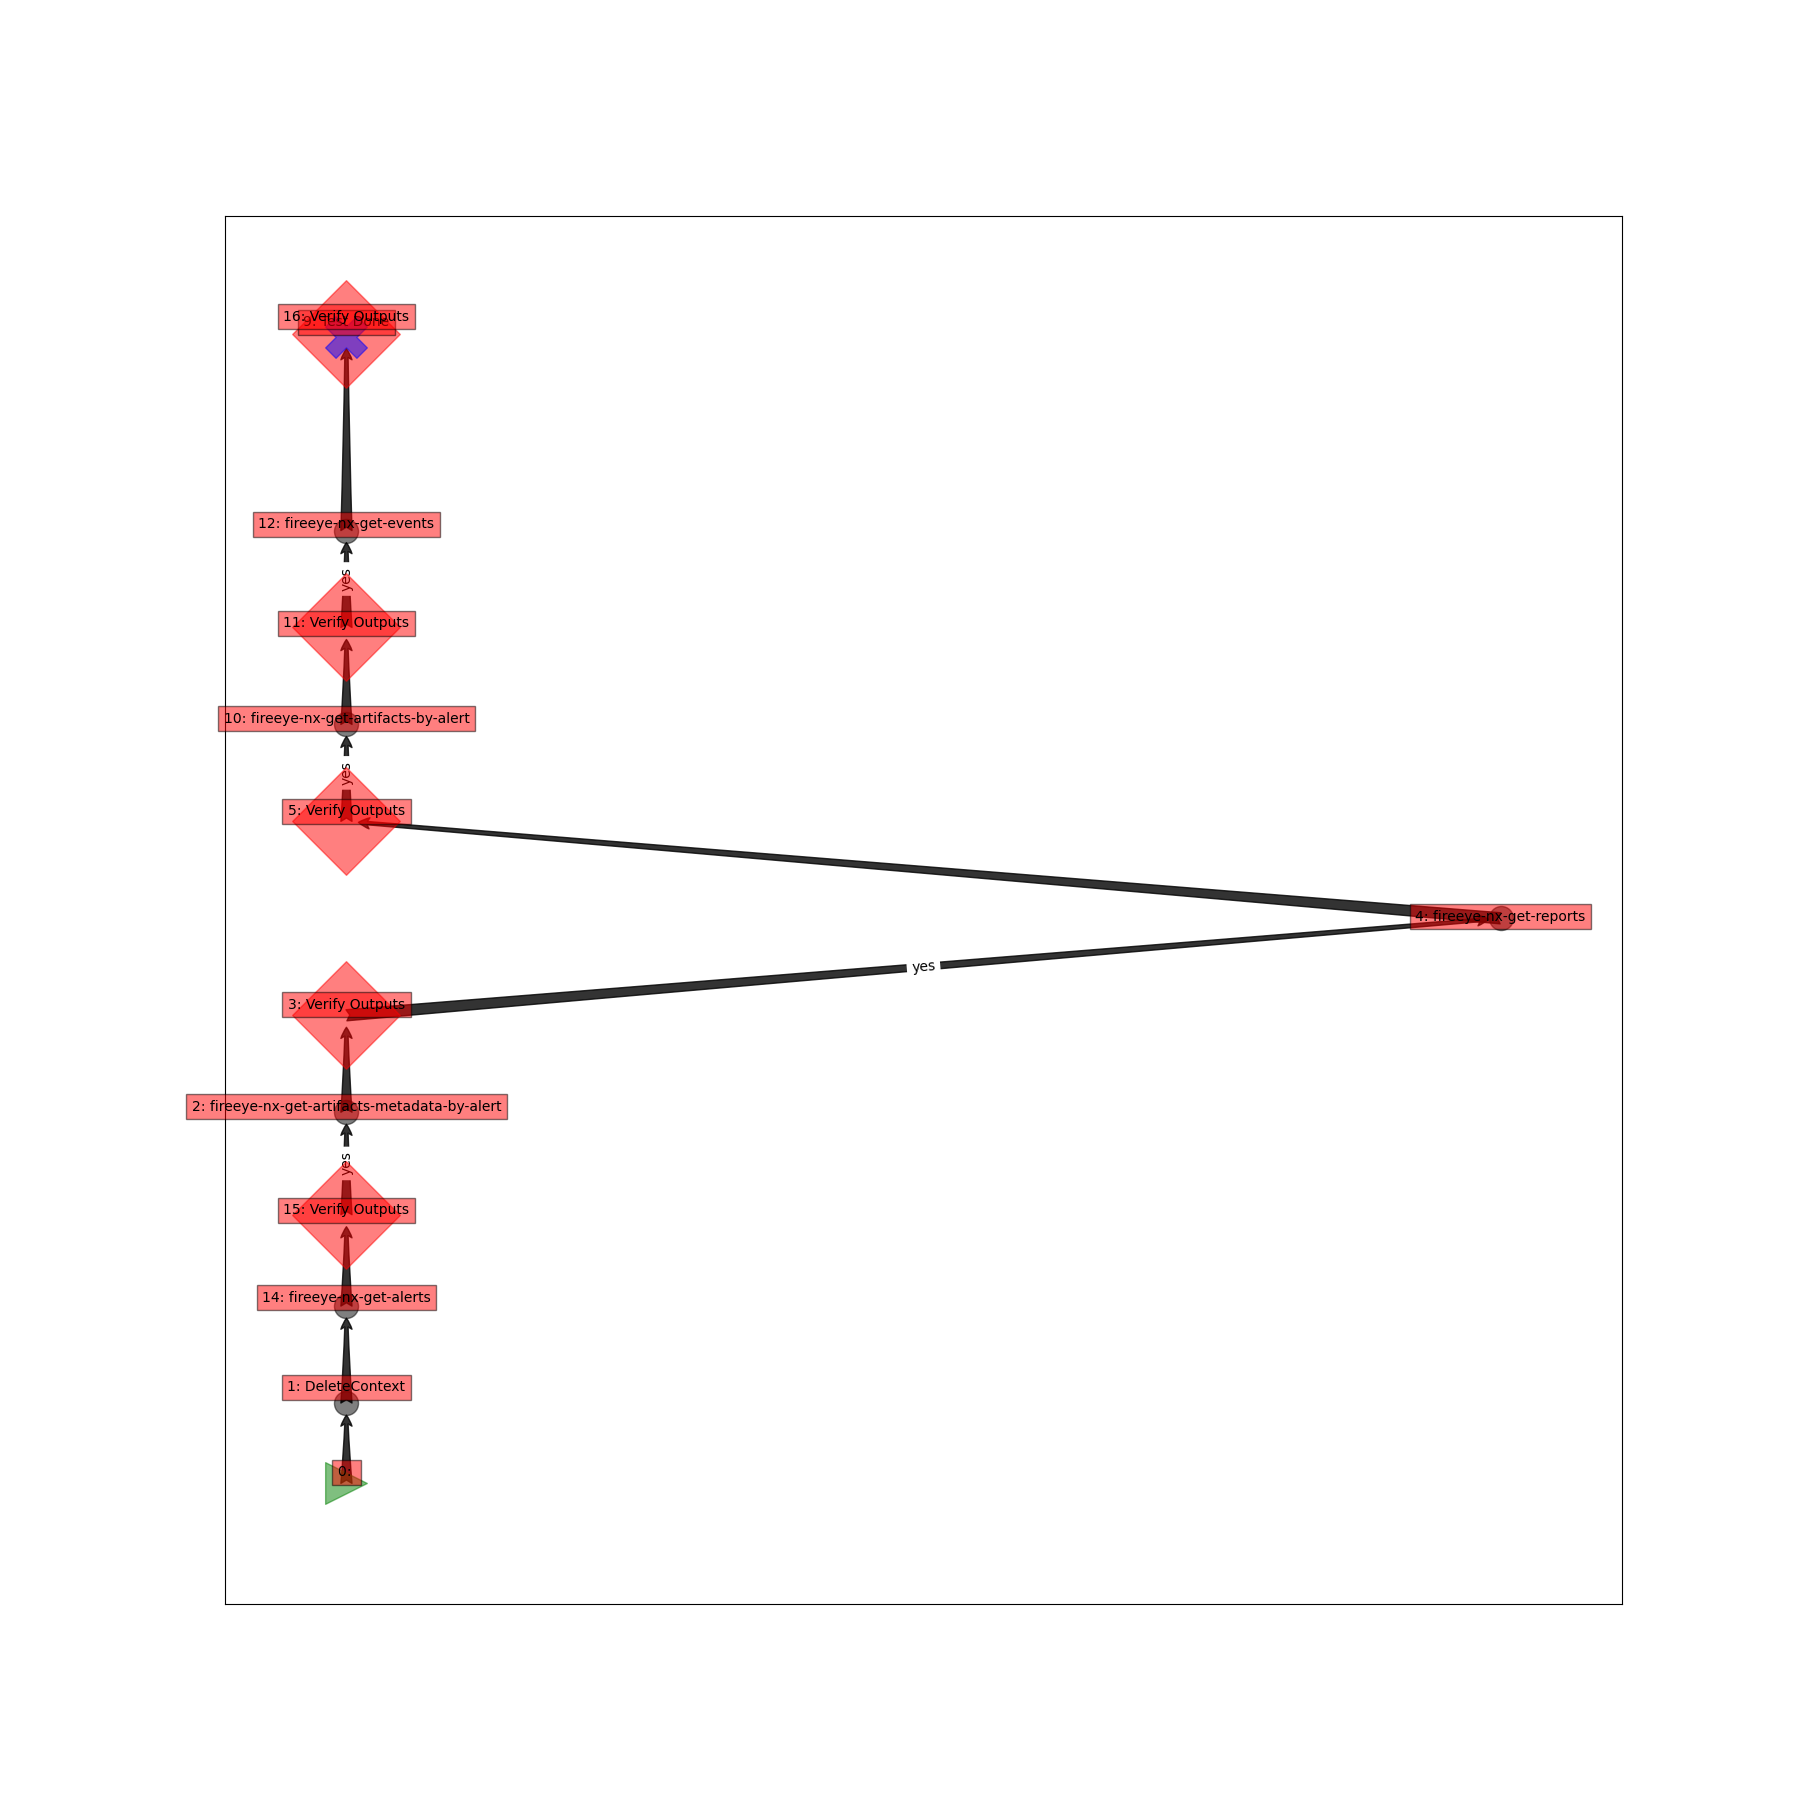 16: Verify Outputs
9: Test Done
12: fireeye-nx-get-events
yes
11: Verify Outputs
10: fireeye-nx-get-artifacts-by-alert
yes
5: Verify Outputs
4: fireeye-nx-get-reports
yes
3: Verify Outputs
2: fireeye-nx-get-artifacts-metadata-by-alert
yes
15: Verify Outputs
14: fireeye-nx-get-alerts
1: DeleteContext
0: